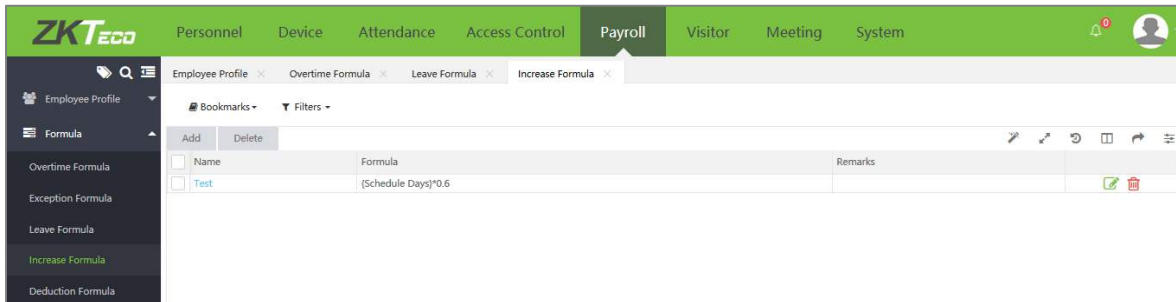 ZKTeco Personnel Device Attendance Access Control Payroll Visitor Meeting System 0
Employee Profile Overtime Formula Leave Formula Increase Formula
Employee Profile
Bookmarks Filters
Formula
Add Delete
Name Formula Remarks
Overtime Formula
Test {Schedule Days}*0.6
Exception Formula
Leave Formula
Increase Formula
Deduction Formula